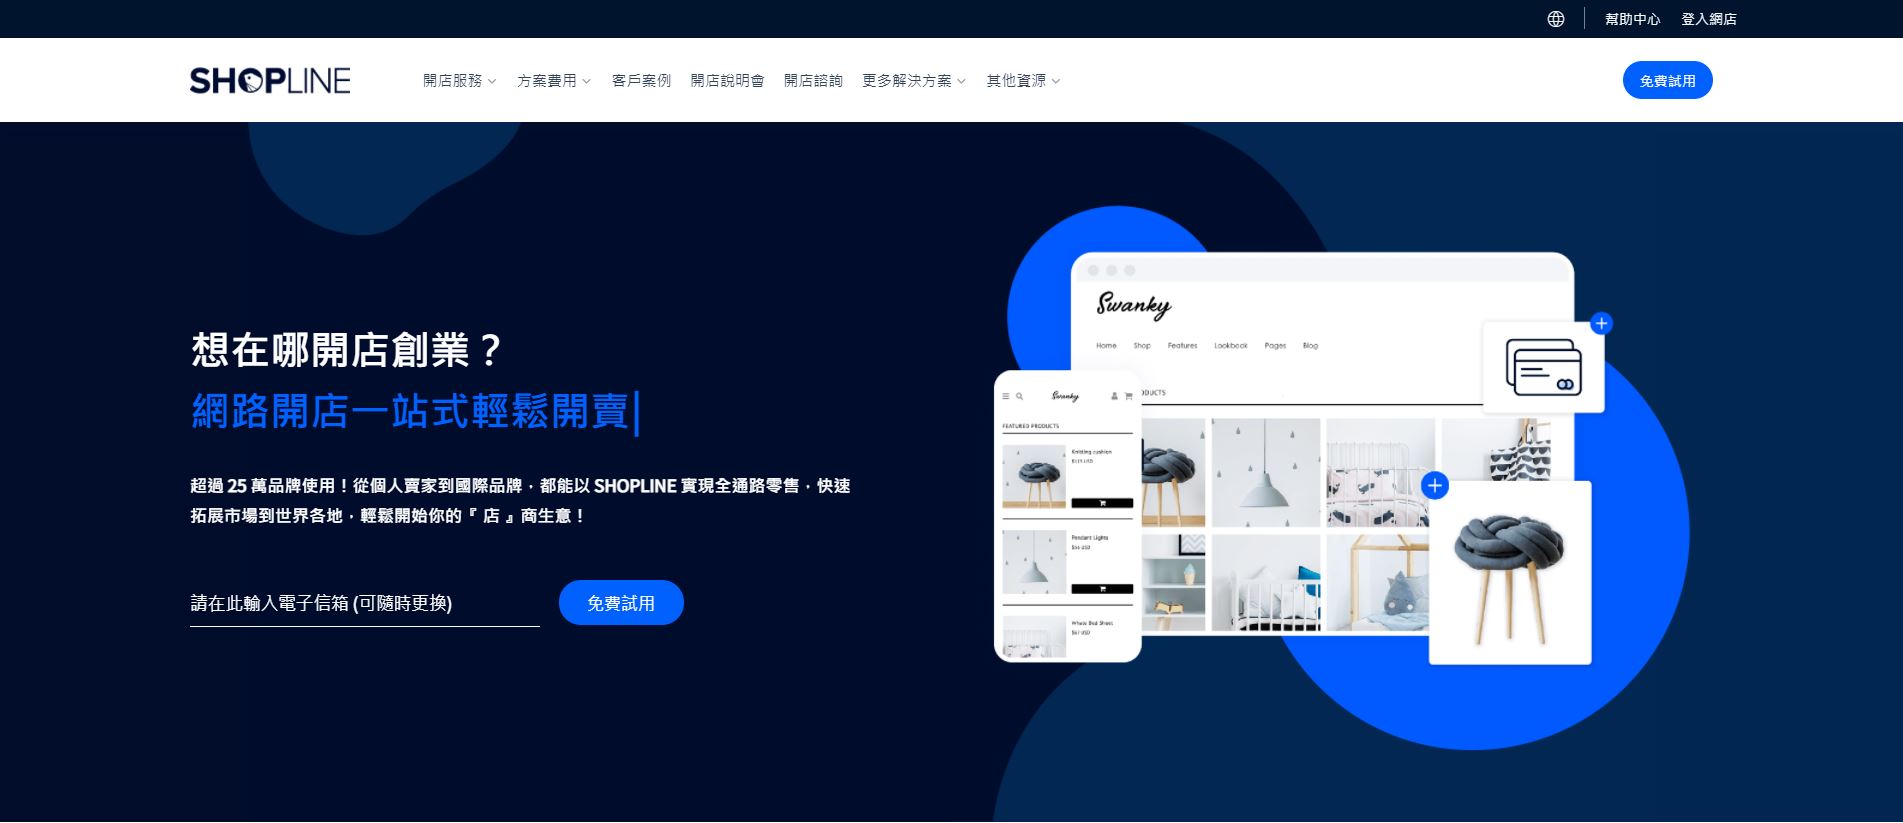 幫助中心 登入網店
SHOPLINE
開店服務 方案費用 客戶案例 開店說明會 開店諮詢 更多解決方案 其他資源
免費試用
想在哪開店創業？
網路開店一站式輕鬆開賣|
超過 25 萬品牌使用！從個人賣家到國際品牌，都能以 SHOPLINE 實現全通路零售，快速
拓展市場到世界各地，輕鬆開始你的『 店 』商生意！
請在此輸入電子信箱 (可隨時更換)
免費試用
Swanky
Home Shop Features Lookbook Pages Blog
ODUCTS
Swanky
FEATURED PRODUCTS
Knitting cushion
Pendant Lights
$56 USD
Whale Bed Sheet
$67 USD